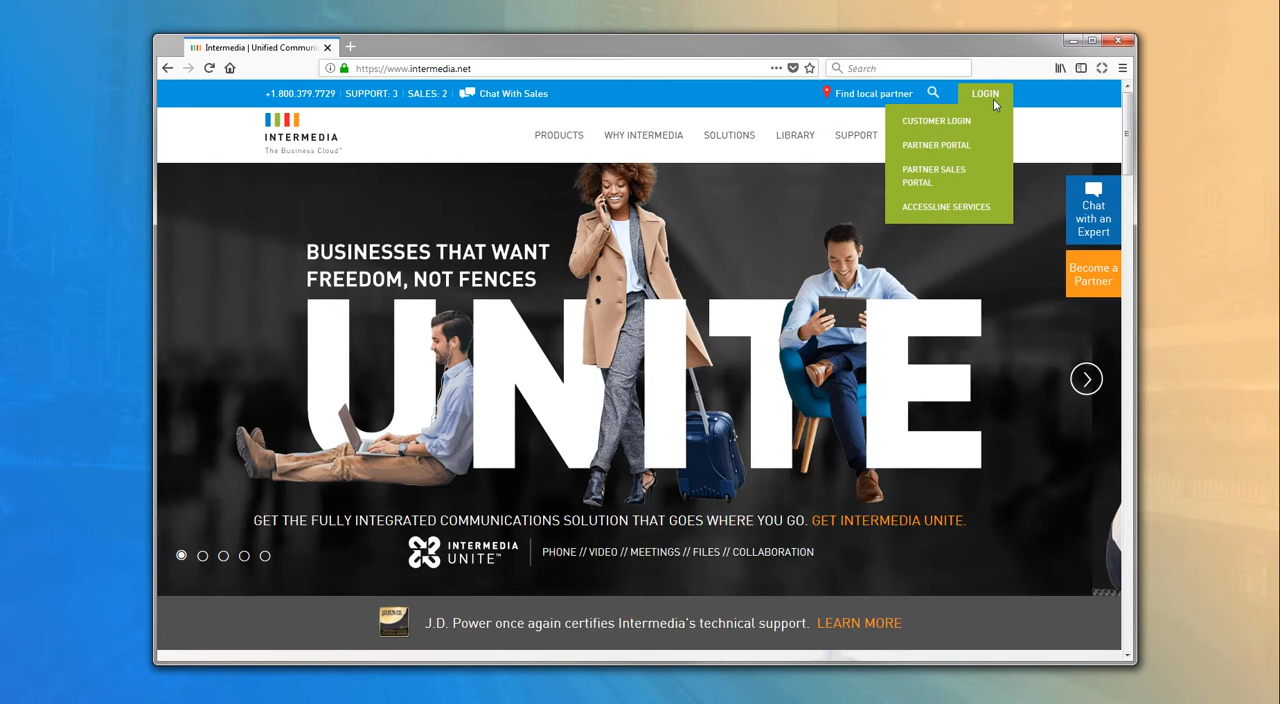 Intermedia | Unified Communic
https://www.intermedia.net
Search
+1.800.379.7729 SUPPORT: 3 SALES: 2 Chat With Sales
Find local partner
LOGIN
CUSTOMER LOGIN
PARTNER PORTAL
PARTNER SALES
PORTAL
ACCESSLINE SERVICES
INTERMEDIA
The Business Cloud™
PRODUCTS WHY INTERMEDIA SOLUTIONS LIBRARY SUPPORT
Chat
with an
Expert
Become a
Partner
BUSINESSES THAT WANT
FREEDOM, NOT FENCES
UNITE
GET THE FULLY INTEGRATED COMMUNICATIONS SOLUTION THAT GOES WHERE YOU GO. GET INTERMEDIA UNITE.
INTERMEDIA
UNITE™
PHONE // VIDEO // MEETINGS // FILES // COLLABORATION
J.D. Power once again certifies Intermedia's technical support. LEARN MORE